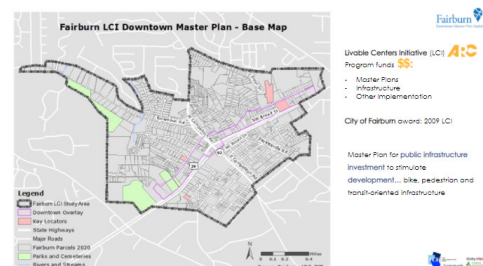 Fairburn LCI Downtown Master Plan - Base Map
Legend
Fairburn LCI Study Area
Downtown Overlay
Key Locators
State Highways
Major Roads
Fairburn Parcels 2020
Parks and Cemeteries
Rivers and Streams
N
Miles
29
Fairburn
Livable Centers Initiative (LCI) ARC
Program funds $$:
- Master Plans
- Infrastructure
- Other Implementation
City of Fairburn award: 2009 LCI
Master Plan for public infrastructure
investment to stimulate
development... bike, pedestrian and
transit-oriented infrastructure